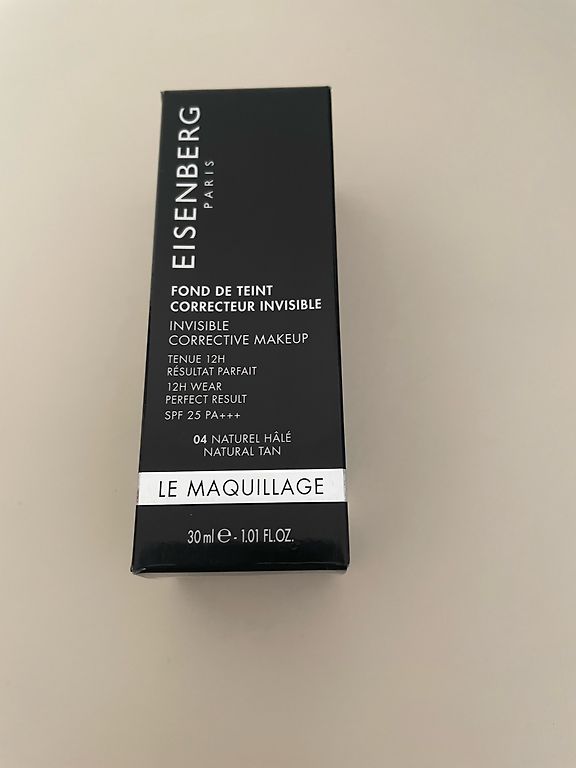 EISENBERG
PARIS
FOND DE TEINT
CORRECTEUR INVISIBLE
INVISIBLE
CORRECTIVE MAKEUP
TENUE 12H
RÉSULTAT PARFAIT
12H WEAR
PERFECT RESULT
SPF 25 PA+++
04 NATUREL HÂLÉ
NATURAL TAN
LE MAQUILLAGE
30 ml ℮ - 1.01 FL.OZ.